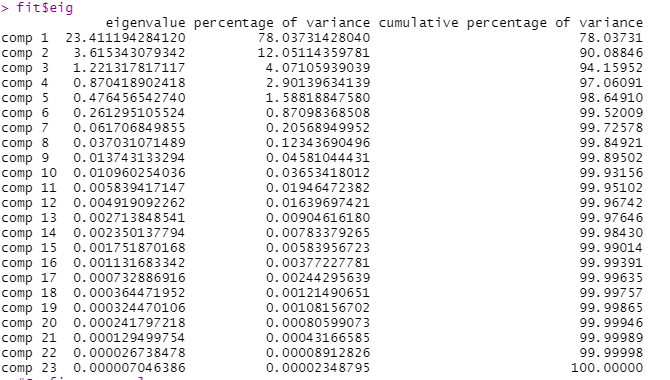 > fit$eig
eigenvalue percentage of variance cumulative percentage of variance
comp 1 23.411194284120 78.03731428040 78.03731
comp 2 3.615343079342 12.05114359781 90.08846
comp 3 1.221317817117 4.07105939039 94.15952
comp 4 0.870418902418 2.90139634139 97.06091
comp 5 0.476456542740 1.58818847580 98.64910
comp 6 0.261295105524 0.87098368508 99.52009
comp 7 0.061706849855 0.20568949952 99.72578
comp 8 0.037031071489 0.12343690496 99.84921
comp 9 0.013743133294 0.04581044431 99.89502
comp 10 0.010960254036 0.03653418012 99.93156
comp 11 0.005839417147 0.01946472382 99.95102
comp 12 0.004919092262 0.01639697421 99.96742
comp 13 0.002713848541 0.00904616180 99.97646
comp 14 0.002350137794 0.00783379265 99.98430
comp 15 0.001751870168 0.00583956723 99.99014
comp 16 0.001131683342 0.00377227781 99.99391
comp 17 0.000732886916 0.00244295639 99.99635
comp 18 0.000364471952 0.00121490651 99.99757
comp 19 0.000324470106 0.00108156702 99.99865
comp 20 0.000241797218 0.00080599073 99.99946
comp 21 0.000129499754 0.00043166585 99.99989
comp 22 0.000026738478 0.00008912826 99.99998
comp 23 0.000007046386 0.00002348795 100.00000